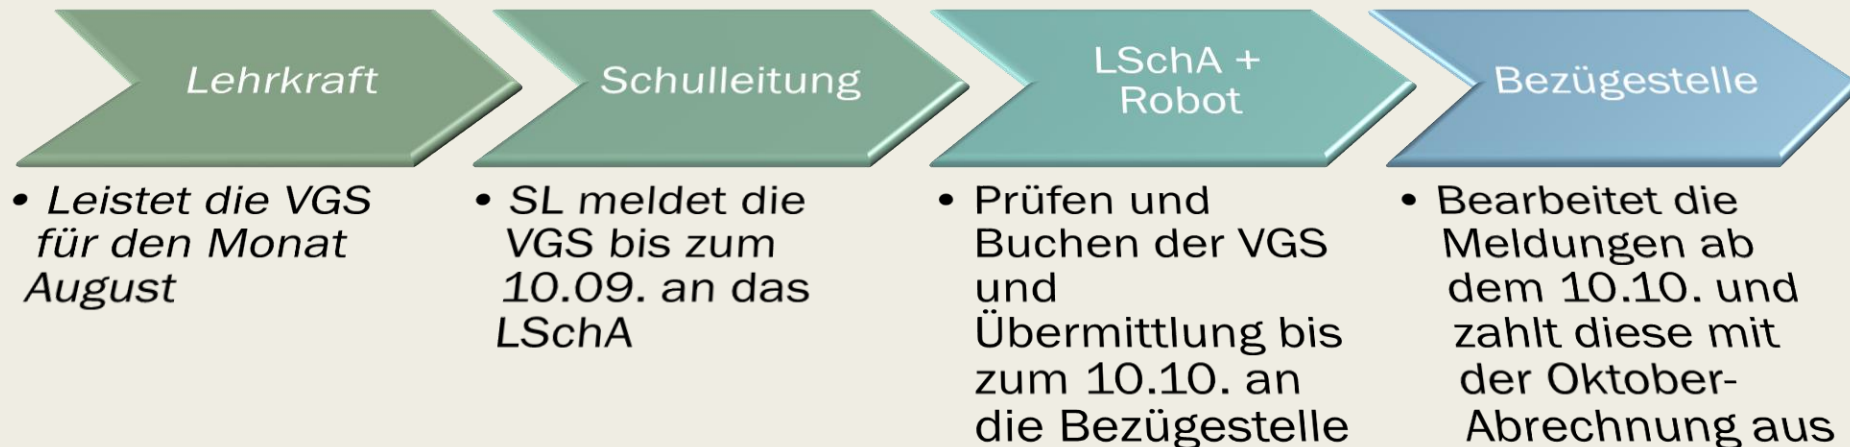 Lehrkraft
Schulleitung
LSchA +
Robot
Bezügestelle
• Leistet die VGS
für den Monat
August
• SL meldet die
VGS bis zum
10.09. an das
LSchA
• Prüfen und
Buchen der VGS
und
Übermittlung bis
zum 10.10. an
die Bezügestelle
• Bearbeitet die
Meldungen ab
dem 10.10. und
zahlt diese mit
der Oktober-
Abrechnung aus